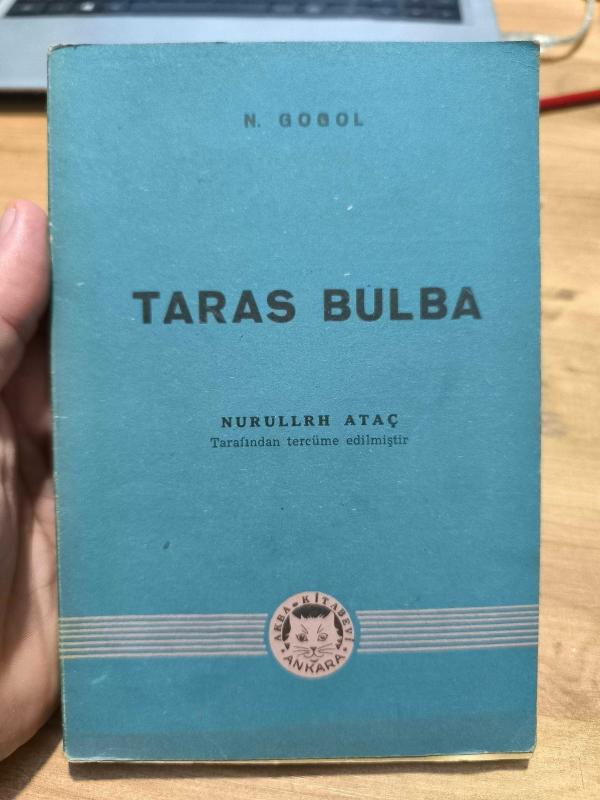 N. GOGOL
TARAS BULBA
NURULLRH ATAÇ
Tarafından tercüme edilmiştir
AKBA • KİTABEVİ
• ANKARA •